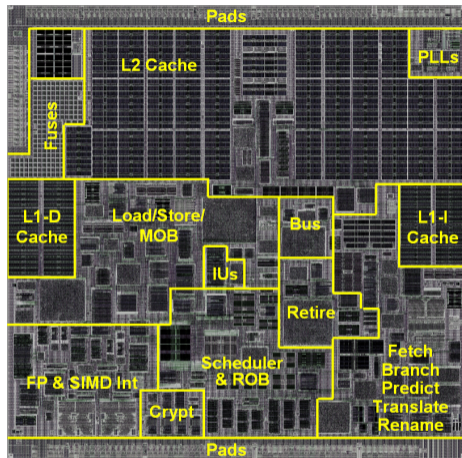 Pads
L2 Cache
PLLs
Fuses
L1-D
Cache
Load/Store/
MOB
Bus
L1-I
Cache
IUs
Retire
FP & SIMD Int
Scheduler
& ROB
Crypt
Fetch
Branch
Predict
Translate
Rename
Pads